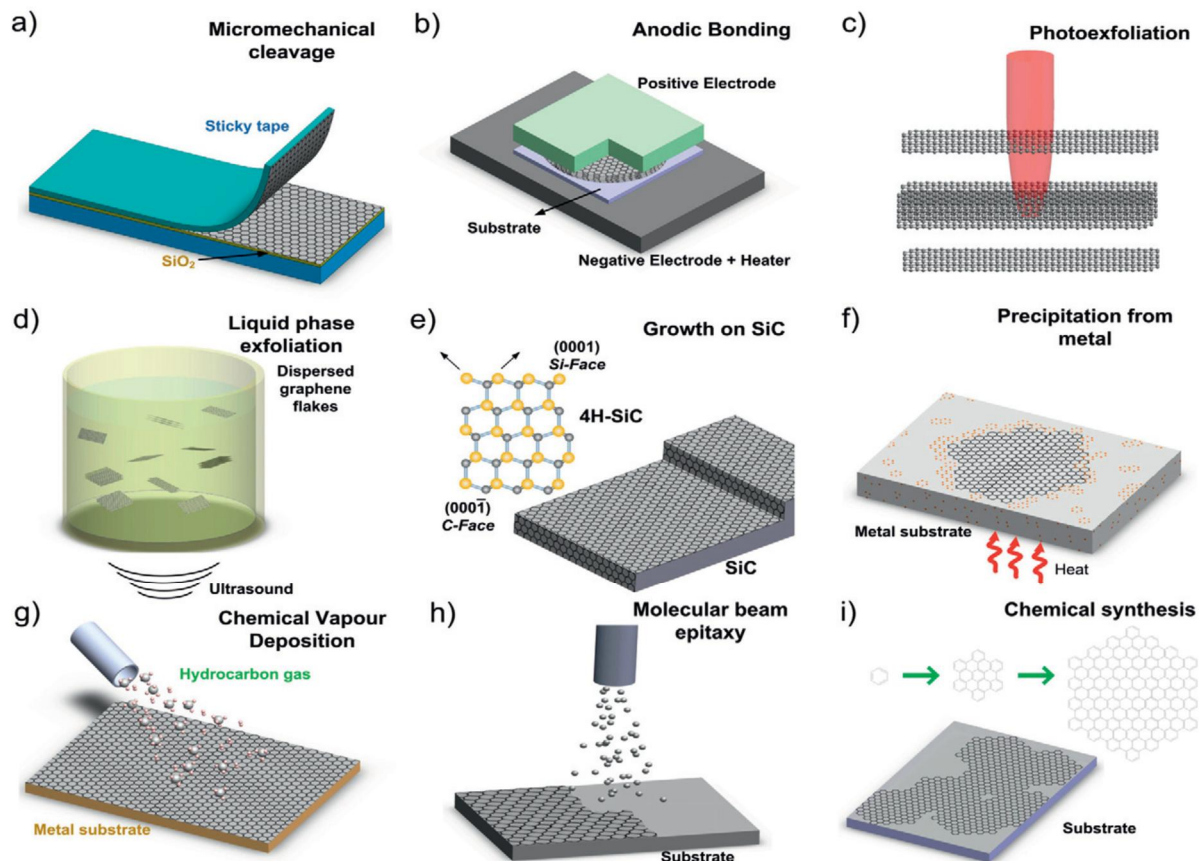 a)
Micromechanical
cleavage
Sticky tape
SiO₂
b)
Anodic Bonding
Positive Electrode
Substrate
Negative Electrode + Heater
c)
Photoexfoliation
d)
Liquid phase
exfoliation
Dispersed
graphene
flakes
Ultrasound
e)
Growth on SiC
(0001)
Si-Face
4H-SiC
(0001̅)
C-Face
SiC
f)
Precipitation from
metal
Metal substrate
Heat
g)
Chemical Vapour
Deposition
Hydrocarbon gas
Metal substrate
h)
Molecular beam
epitaxy
Substrate
i)
Chemical synthesis
Substrate